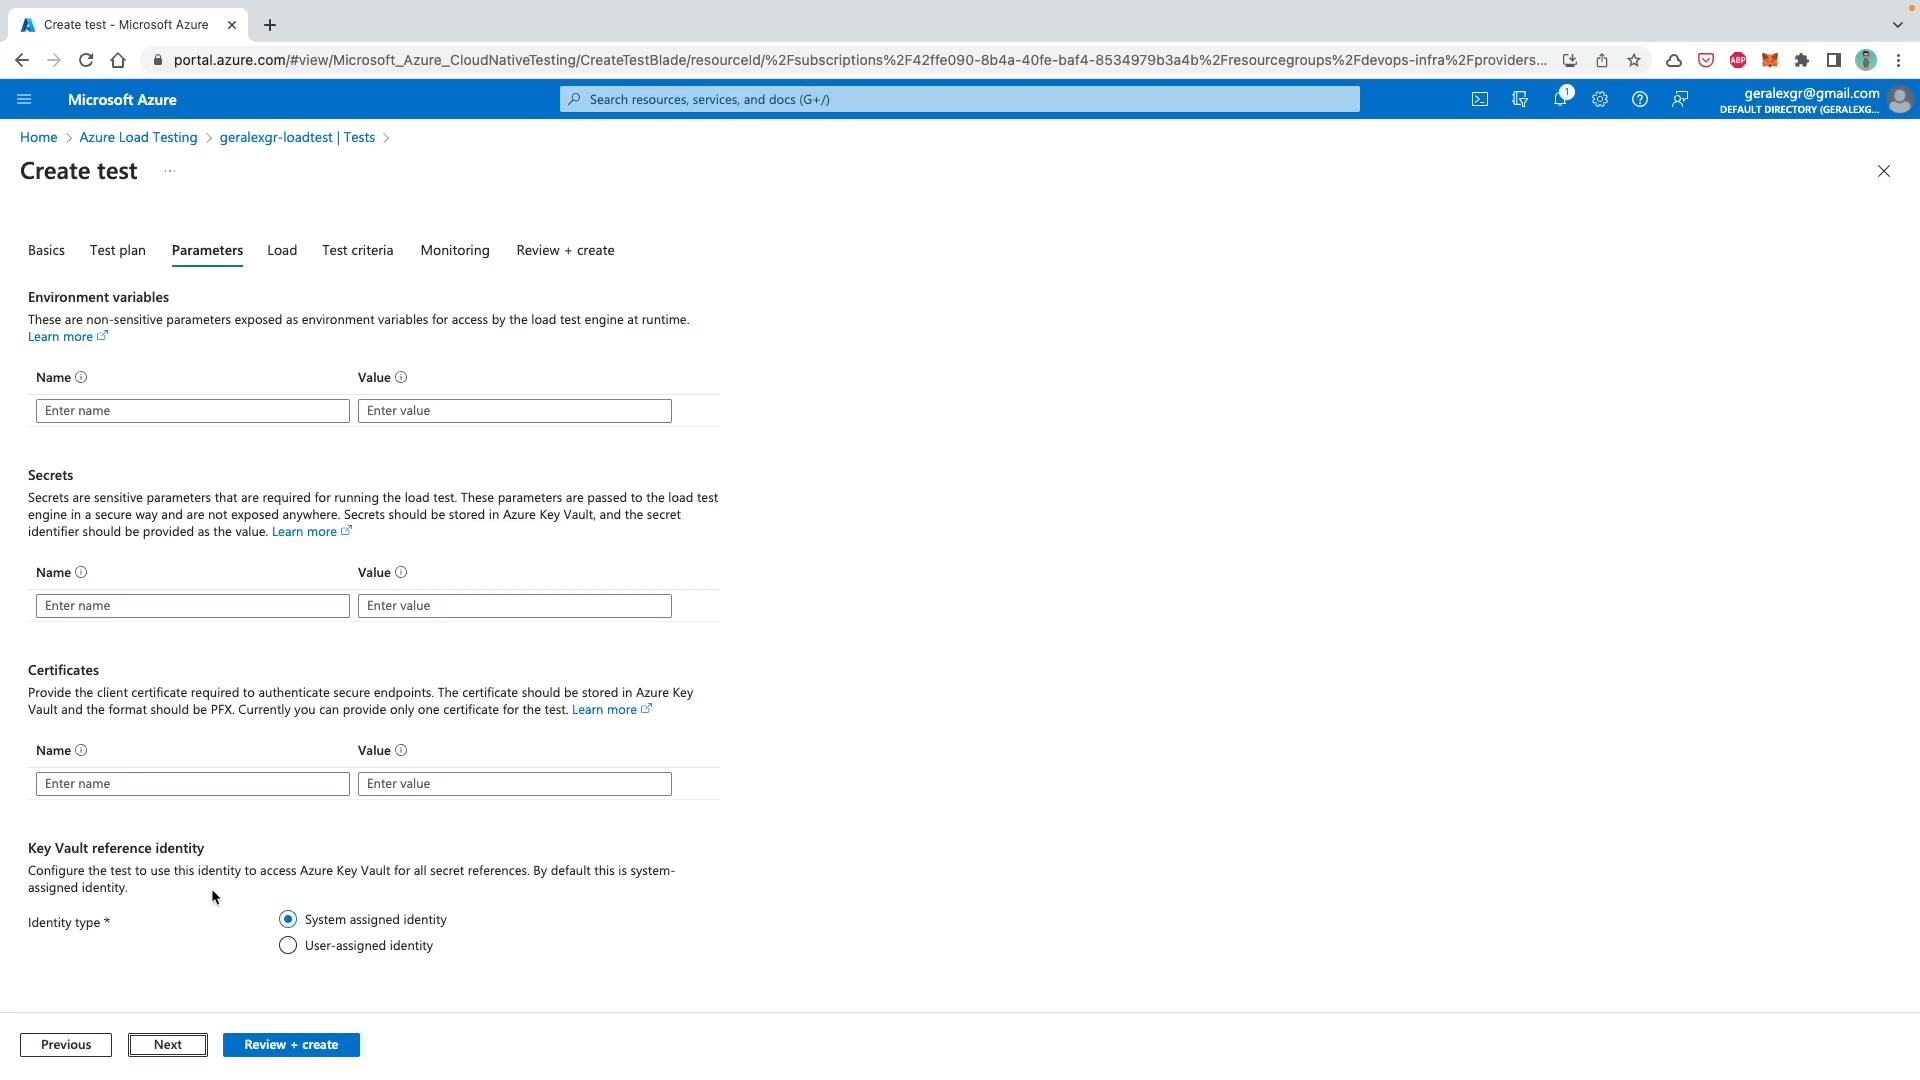 Create test - Microsoft Azure
portal.azure.com/#view/Microsoft_Azure_CloudNativeTesting/CreateTestBlade/resourceId/%2Fsubscriptions%2F42ffe090-8b4a-40fe-baf4-8534979b3a4b%2Fresourcegroups%2Fdevops-infra%2Fproviders...
ABP
Microsoft Azure
Search resources, services, and docs (G+/)
1
geralexgr@gmail.com
DEFAULT DIRECTORY (GERALEXG...
Home > Azure Load Testing > geralexgr-loadtest | Tests >
Create test ...
Basics Test plan Parameters Load Test criteria Monitoring Review + create
Environment variables
These are non-sensitive parameters exposed as environment variables for access by the load test engine at runtime.
Learn more
Name Value
Enter name Enter value
Secrets
Secrets are sensitive parameters that are required for running the load test. These parameters are passed to the load test
engine in a secure way and are not exposed anywhere. Secrets should be stored in Azure Key Vault, and the secret
identifier should be provided as the value. Learn more
Name Value
Enter name Enter value
Certificates
Provide the client certificate required to authenticate secure endpoints. The certificate should be stored in Azure Key
Vault and the format should be PFX. Currently you can provide only one certificate for the test. Learn more
Name Value
Enter name Enter value
Key Vault reference identity
Configure the test to use this identity to access Azure Key Vault for all secret references. By default this is system-
assigned identity.
Identity type * System assigned identity
User-assigned identity
Previous Next Review + create